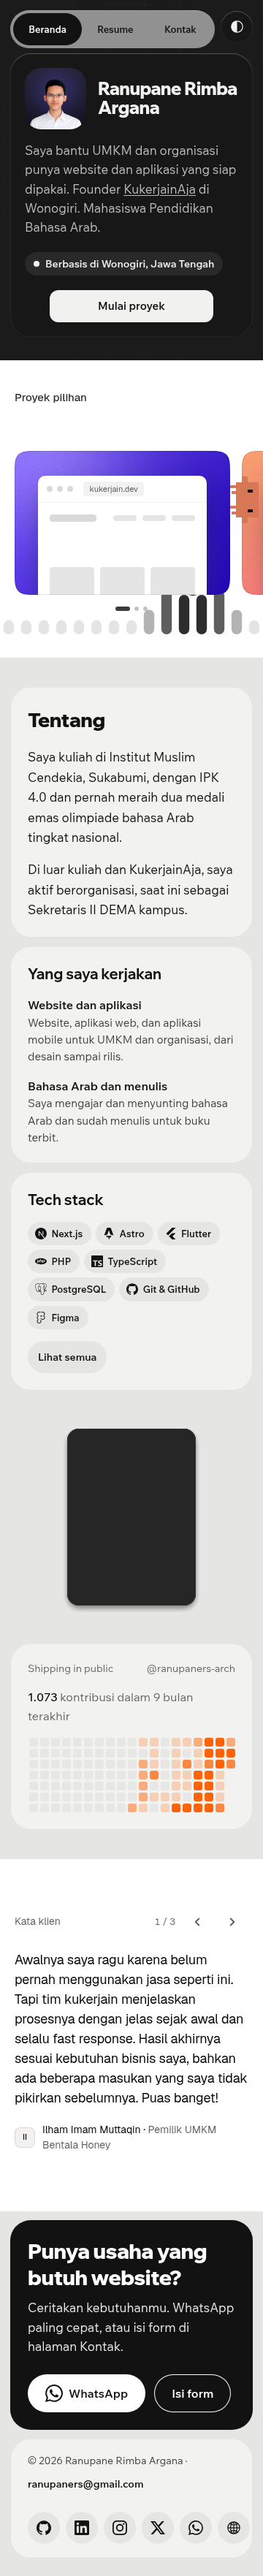 Beranda
Resume
Kontak
Ranupane Rimba
Argana
Saya bantu UMKM dan organisasi
punya website dan aplikasi yang siap
dipakai. Founder KukerjainAja di
Wonogiri. Mahasiswa Pendidikan
Bahasa Arab.
Berbasis di Wonogiri, Jawa Tengah
Mulai proyek
Proyek pilihan
kukerjain.dev
Tentang
Saya kuliah di Institut Muslim
Cendekia, Sukabumi, dengan IPK
4.0 dan pernah meraih dua medali
emas olimpiade bahasa Arab
tingkat nasional.
Di luar kuliah dan KukerjainAja, saya
aktif berorganisasi, saat ini sebagai
Sekretaris II DEMA kampus.
Yang saya kerjakan
Website dan aplikasi
Website, aplikasi web, dan aplikasi
mobile untuk UMKM dan organisasi, dari
desain sampai rilis.
Bahasa Arab dan menulis
Saya mengajar dan menyunting bahasa
Arab dan sudah menulis untuk buku
terbit.
Tech stack
Next.js
Astro
Flutter
PHP
TS TypeScript
PostgreSQL
Git & GitHub
Figma
Lihat semua
Shipping in public
@ranupaners-arch
1.073 kontribusi dalam 9 bulan
terakhir
Kata klien
1 / 3
Awalnya saya ragu karena belum
pernah menggunakan jasa seperti ini.
Tapi tim kukerjain menjelaskan
prosesnya dengan jelas sejak awal dan
selalu fast response. Hasil akhirnya
sesuai kebutuhan bisnis saya, bahkan
ada beberapa masukan yang saya tidak
pikirkan sebelumnya. Puas banget!
II
Ilham Imam Muttaqin · Pemilik UMKM
Bentala Honey
Punya usaha yang
butuh website?
Ceritakan kebutuhanmu. WhatsApp
paling cepat, atau isi form di
halaman Kontak.
WhatsApp
Isi form
© 2026 Ranupane Rimba Argana ·
ranupaners@gmail.com